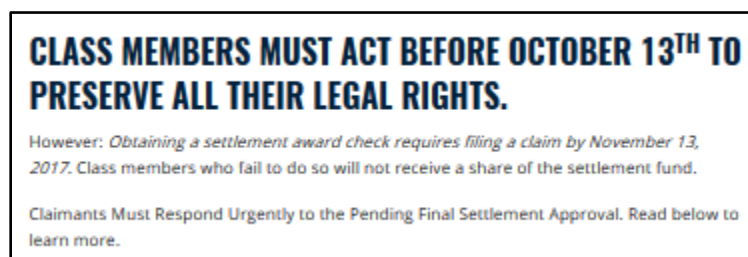 CLASS MEMBERS MUST ACT BEFORE OCTOBER 13TH TO
PRESERVE ALL THEIR LEGAL RIGHTS.
However: Obtaining a settlement award check requires filing a claim by November 13,
2017. Class members who fail to do so will not receive a share of the settlement fund.
Claimants Must Respond Urgently to the Pending Final Settlement Approval. Read below to
learn more.